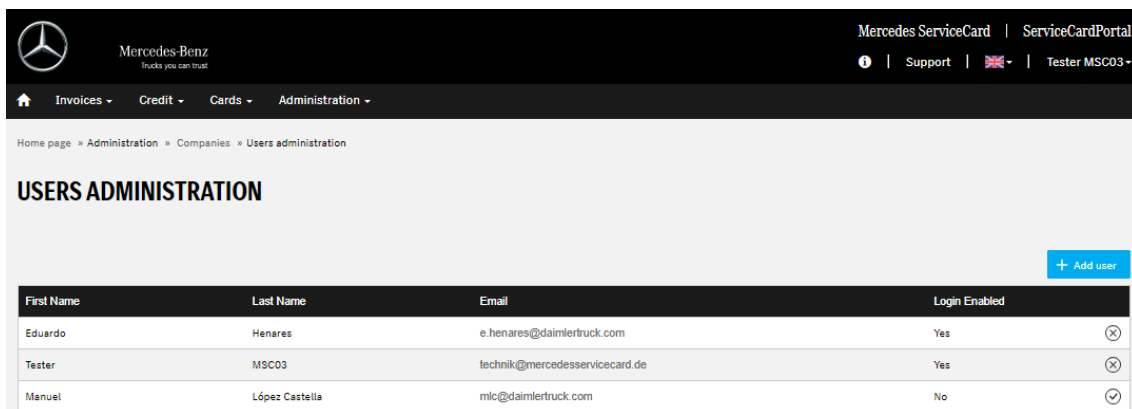 Mercedes ServiceCard | ServiceCardPortal
Mercedes-Benz
Trucks you can trust
Support | Tester MSC03
Invoices Credit Cards Administration
Home page » Administration » Companies » Users administration
USERS ADMINISTRATION
+ Add user
First Name Last Name Email Login Enabled
Eduardo Henares e.henares@daimlertruck.com Yes
Tester MSC03 technik@mercedesservicecard.de Yes
Manuel López Castella mlc@daimlertruck.com No